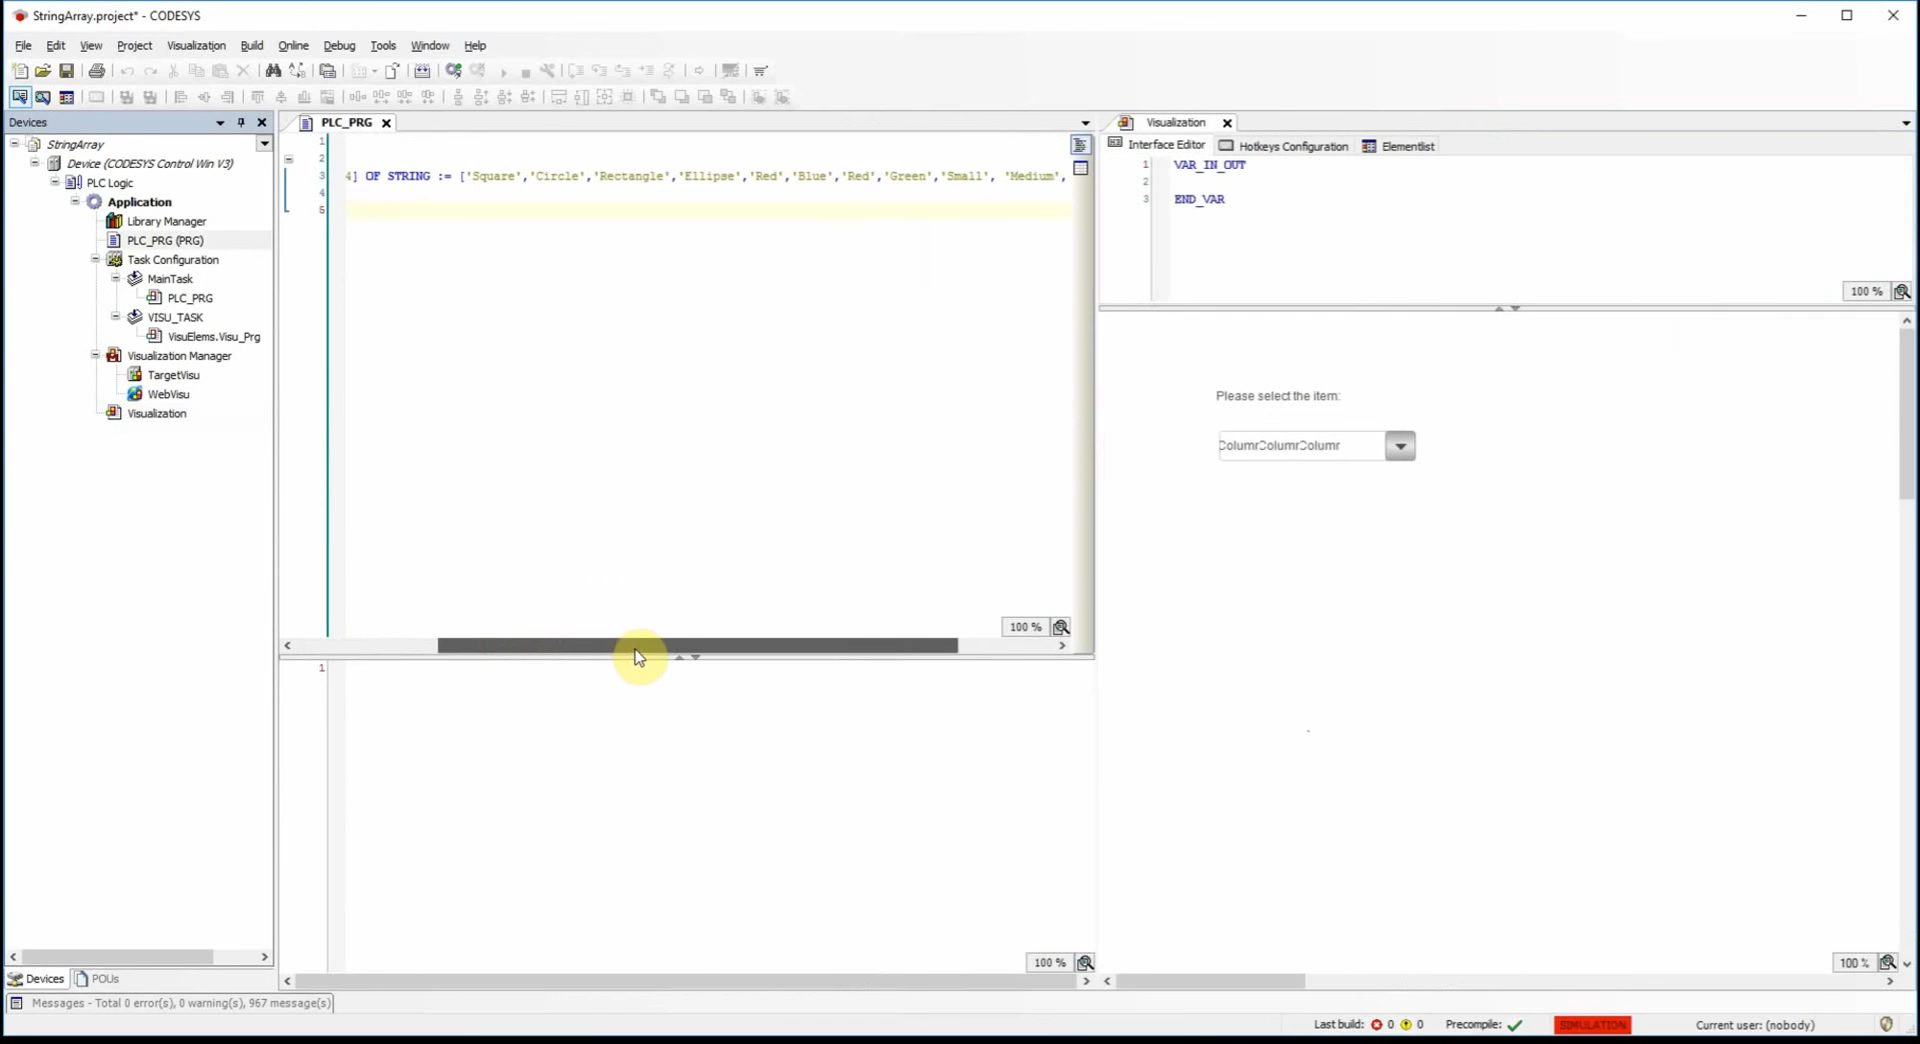 StringArray.project* - CODESYS
File Edit View Project Visualization Build Online Debug Tools Window Help
Devices
StringArray
Device (CODESYS Control Win V3)
PLC Logic
Application
Library Manager
PLC_PRG (PRG)
Task Configuration
MainTask
PLC_PRG
VISU_TASK
VisuElems.Visu_Prg
Visualization Manager
TargetVisu
WebVisu
Visualization
Devices POUs
PLC_PRG
1
2
3 4] OF STRING := ['Square','Circle','Rectangle','Ellipse','Red','Blue','Red','Green','Small', 'Medium',
4
5
100 %
1
100 %
Visualization
Interface Editor Hotkeys Configuration Elementlist
1 VAR_IN_OUT
2
3 END_VAR
100 %
Please select the item:
ColumrColumrColumr
100 %
Messages - Total 0 error(s), 0 warning(s), 967 message(s)
Last build: 0 0 Precompile: SIMULATION Current user: (nobody)